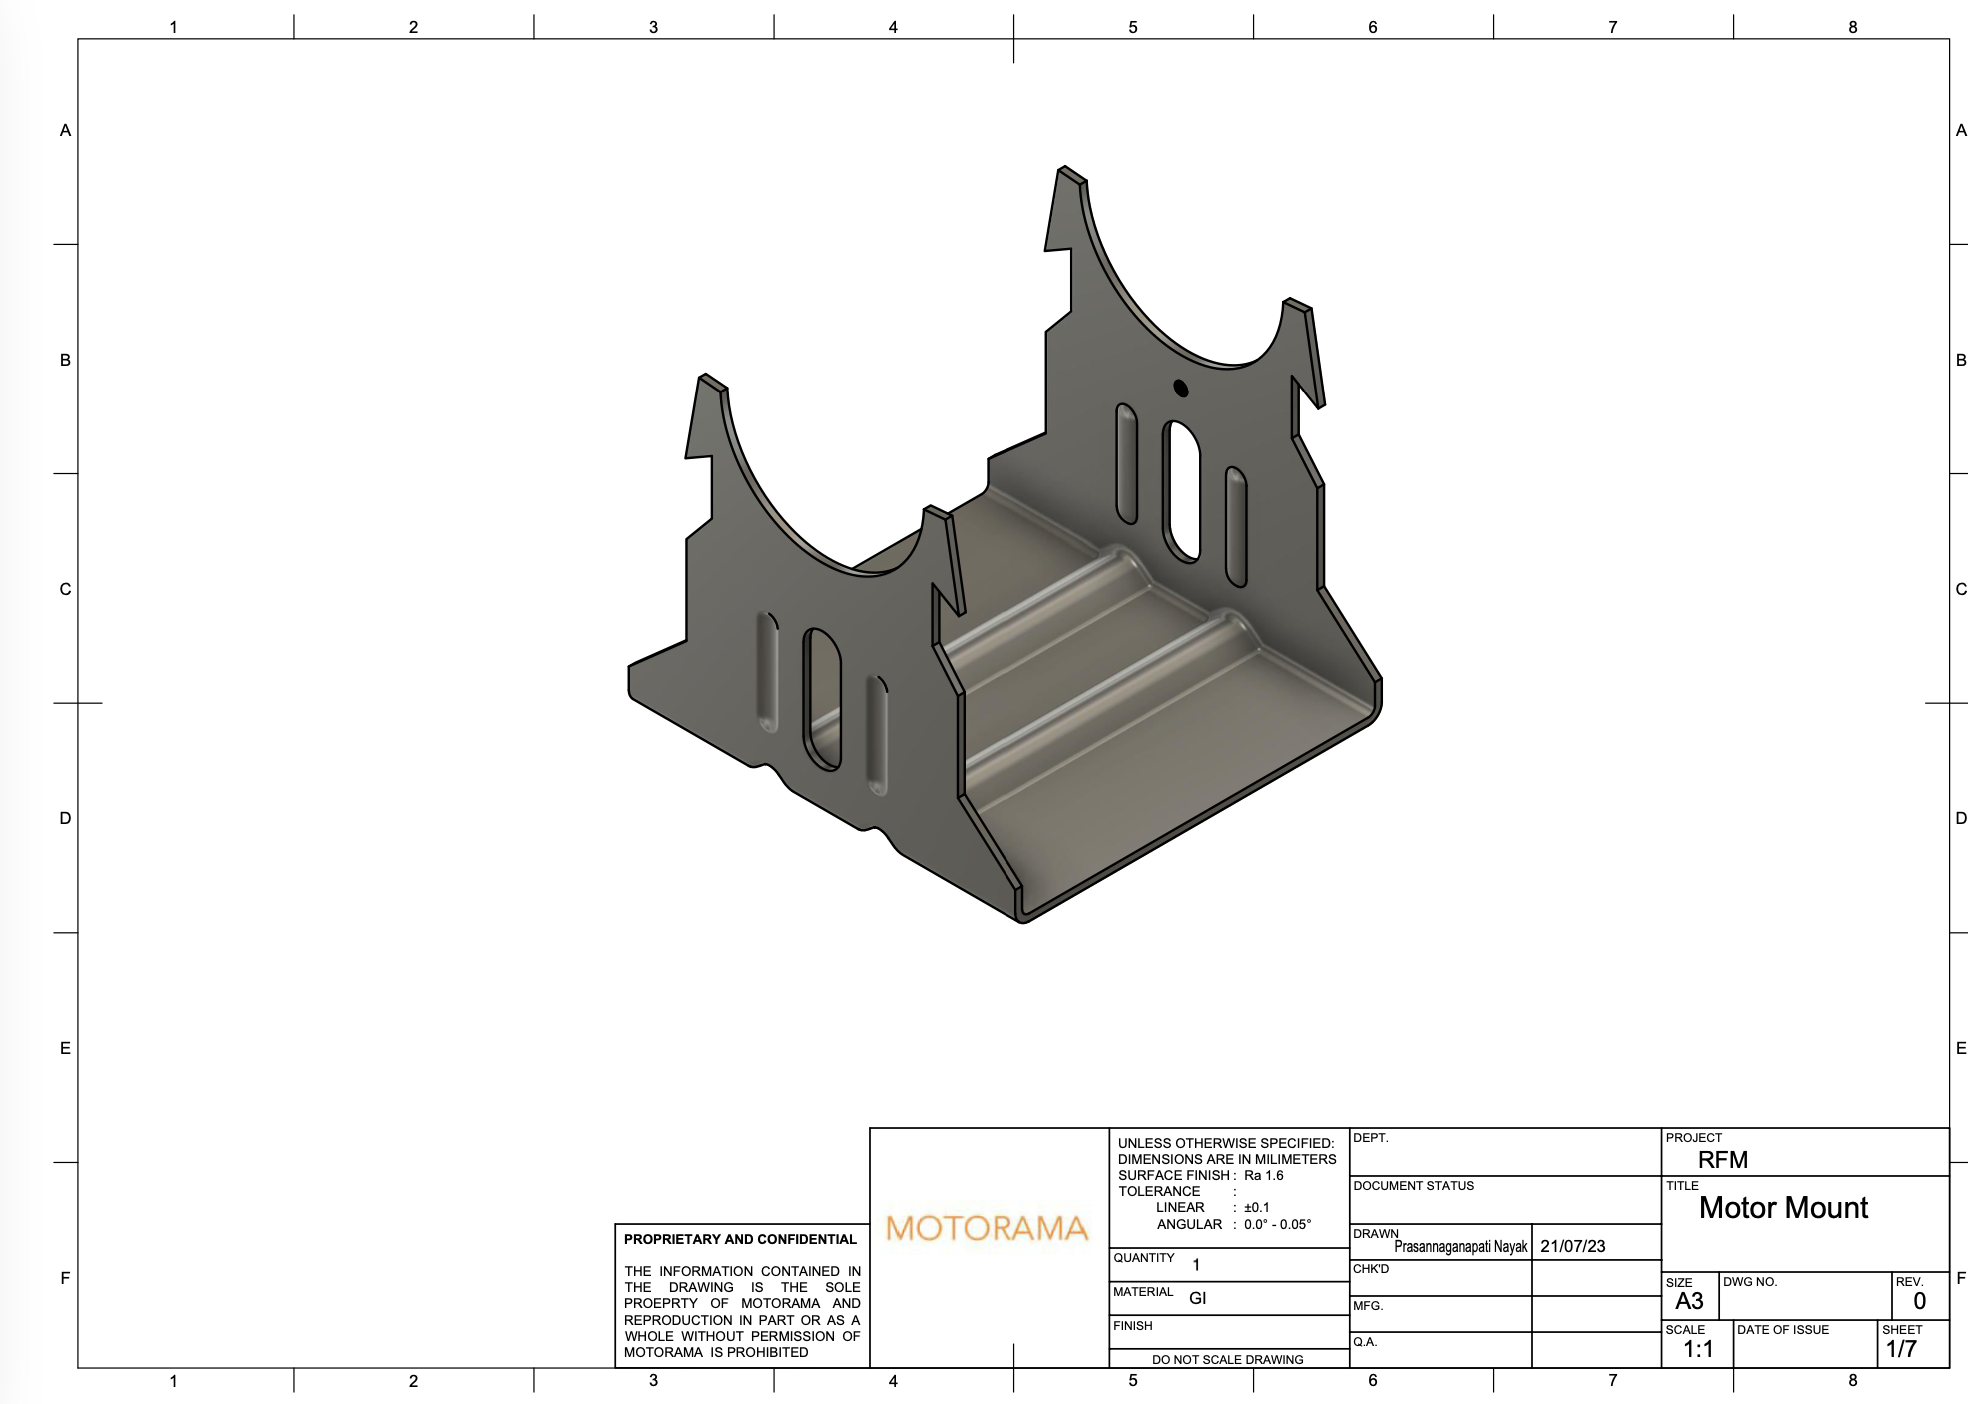 1 2 3 4 5 6 7 8
A A
B B
C C
D D
E E
F F
PROPRIETARY AND CONFIDENTIAL
THE INFORMATION CONTAINED IN
THE DRAWING IS THE SOLE
PROEPRTY OF MOTORAMA AND
REPRODUCTION IN PART OR AS A
WHOLE WITHOUT PERMISSION OF
MOTORAMA IS PROHIBITED
MOTORAMA
UNLESS OTHERWISE SPECIFIED:
DIMENSIONS ARE IN MILIMETERS
SURFACE FINISH : Ra 1.6
TOLERANCE :
LINEAR : ±0.1
ANGULAR : 0.0° - 0.05°
QUANTITY 1
MATERIAL GI
FINISH
DO NOT SCALE DRAWING
DEPT.
DOCUMENT STATUS
DRAWN Prasannaganapati Nayak 21/07/23
CHK'D
MFG.
Q.A.
PROJECT
RFM
TITLE
Motor Mount
SIZE
A3
DWG NO.
REV.
0
SCALE
1:1
DATE OF ISSUE
SHEET
1/7
1 2 3 4 5 6 7 8